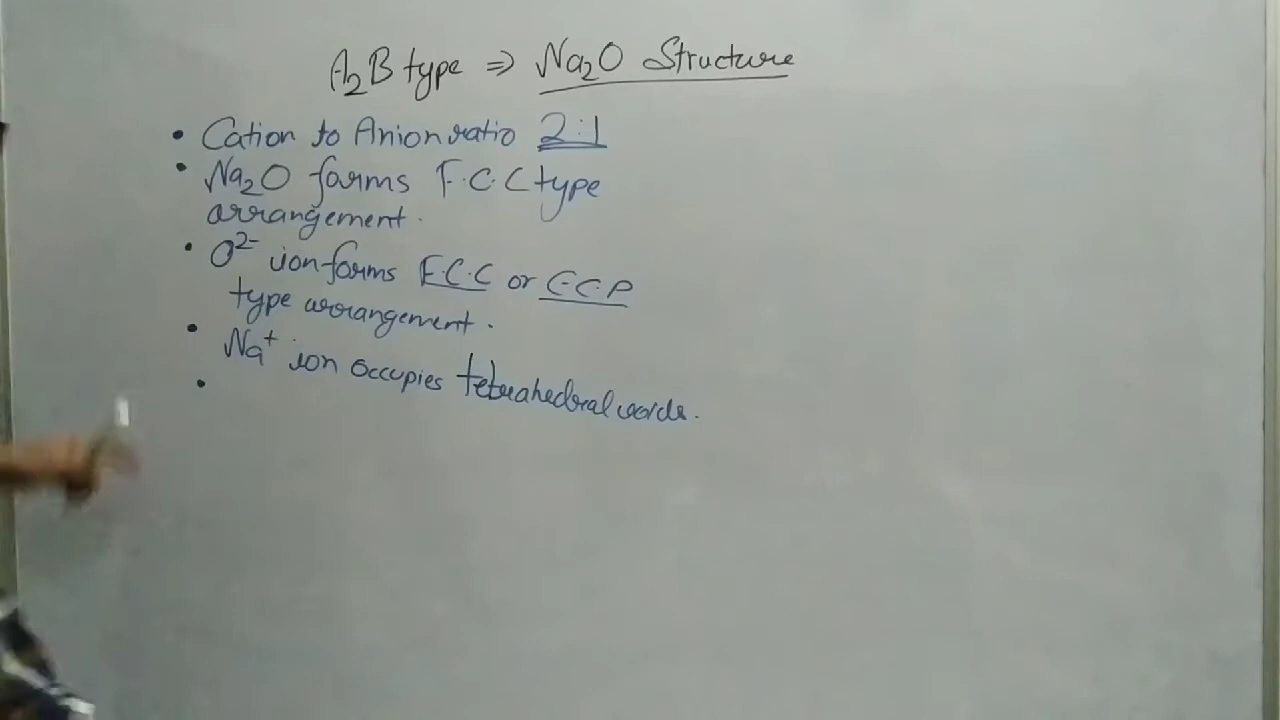 A₂B type ⇒ Na₂O Structure
• Cation to Anion ratio 2:1
• Na₂O forms F.C.C type
arrangement.
• O²⁻ ion forms F.C.C or C.C.P
type arrangement.
• Na⁺ ion occupies tetrahedral voids.
•